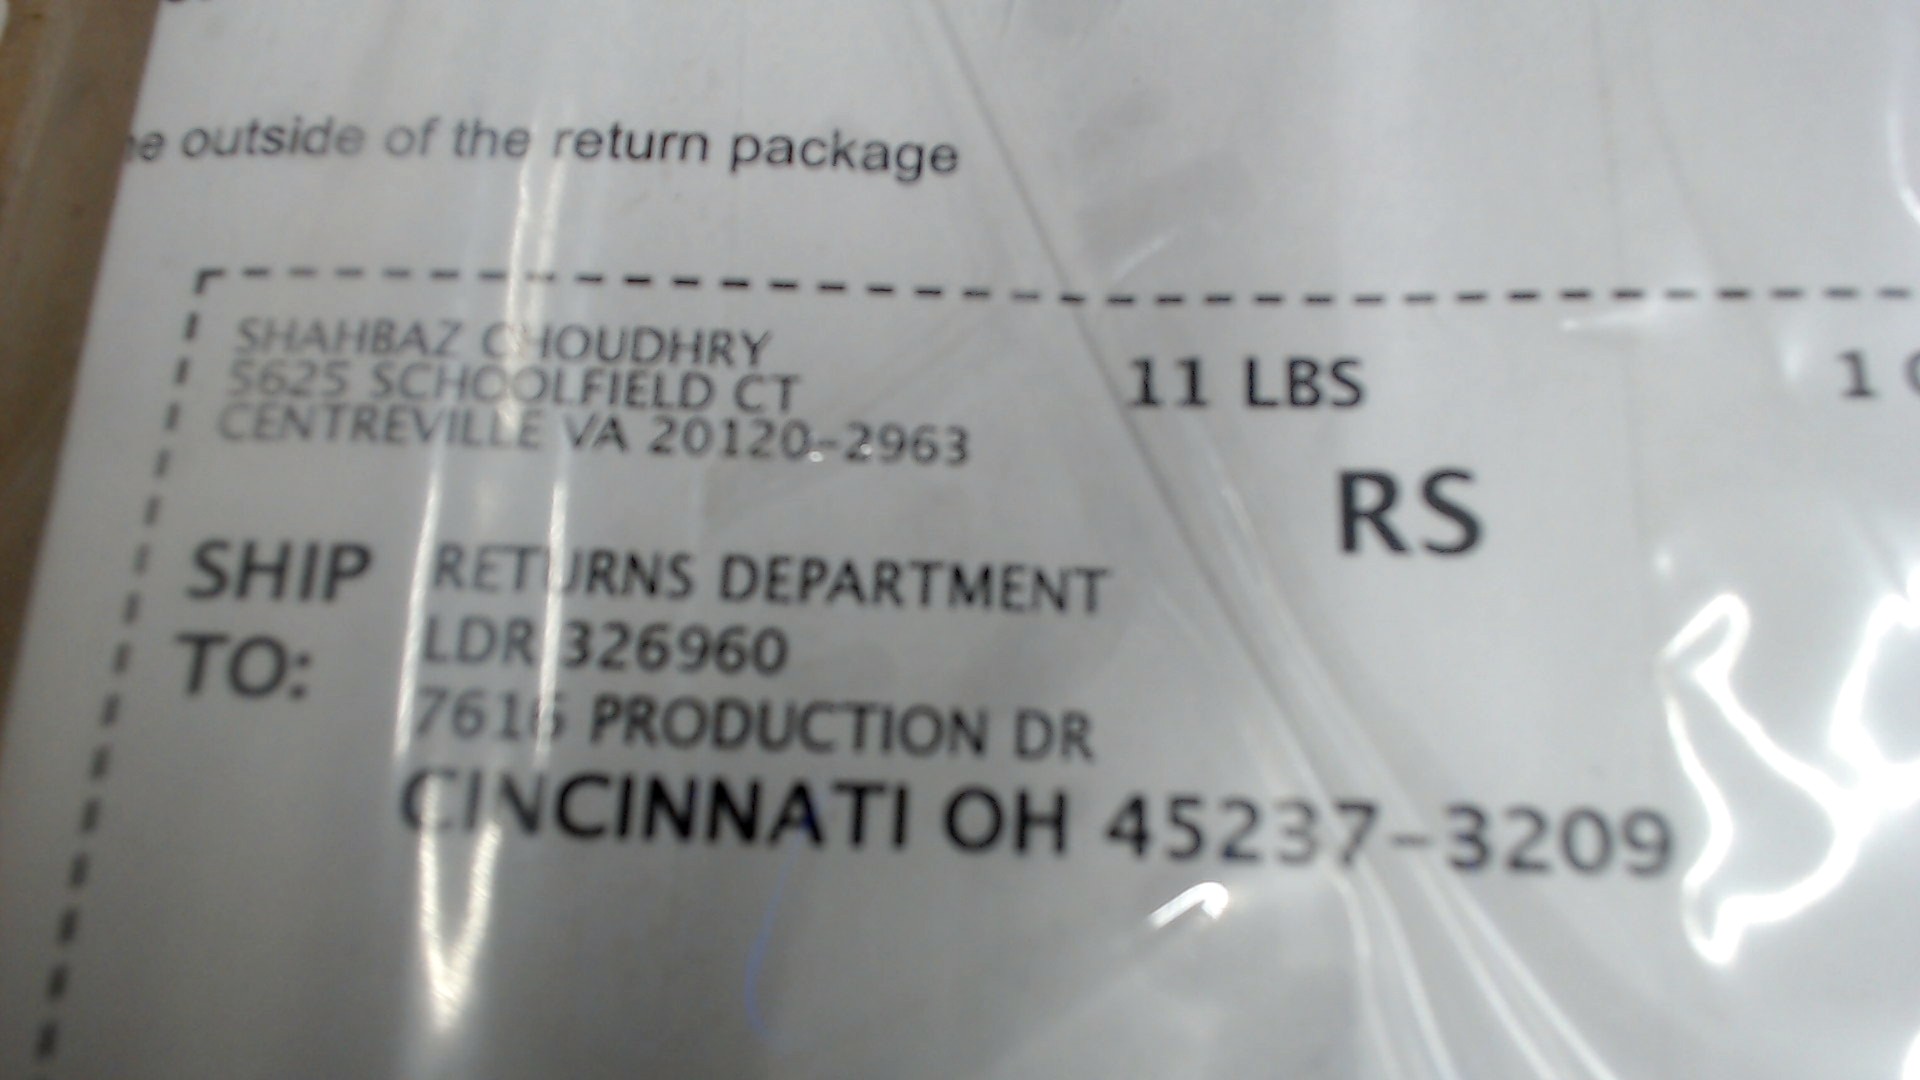 outside of the return package
SHAHBAZ CHOUDHRY
5625 SCHOOLFIELD CT
CENTREVILLE VA 20120-2963
11 LBS
1
RS
SHIP TO:
RETURNS DEPARTMENT
LDR 326960
7616 PRODUCTION DR
CINCINNATI OH 45237-3209